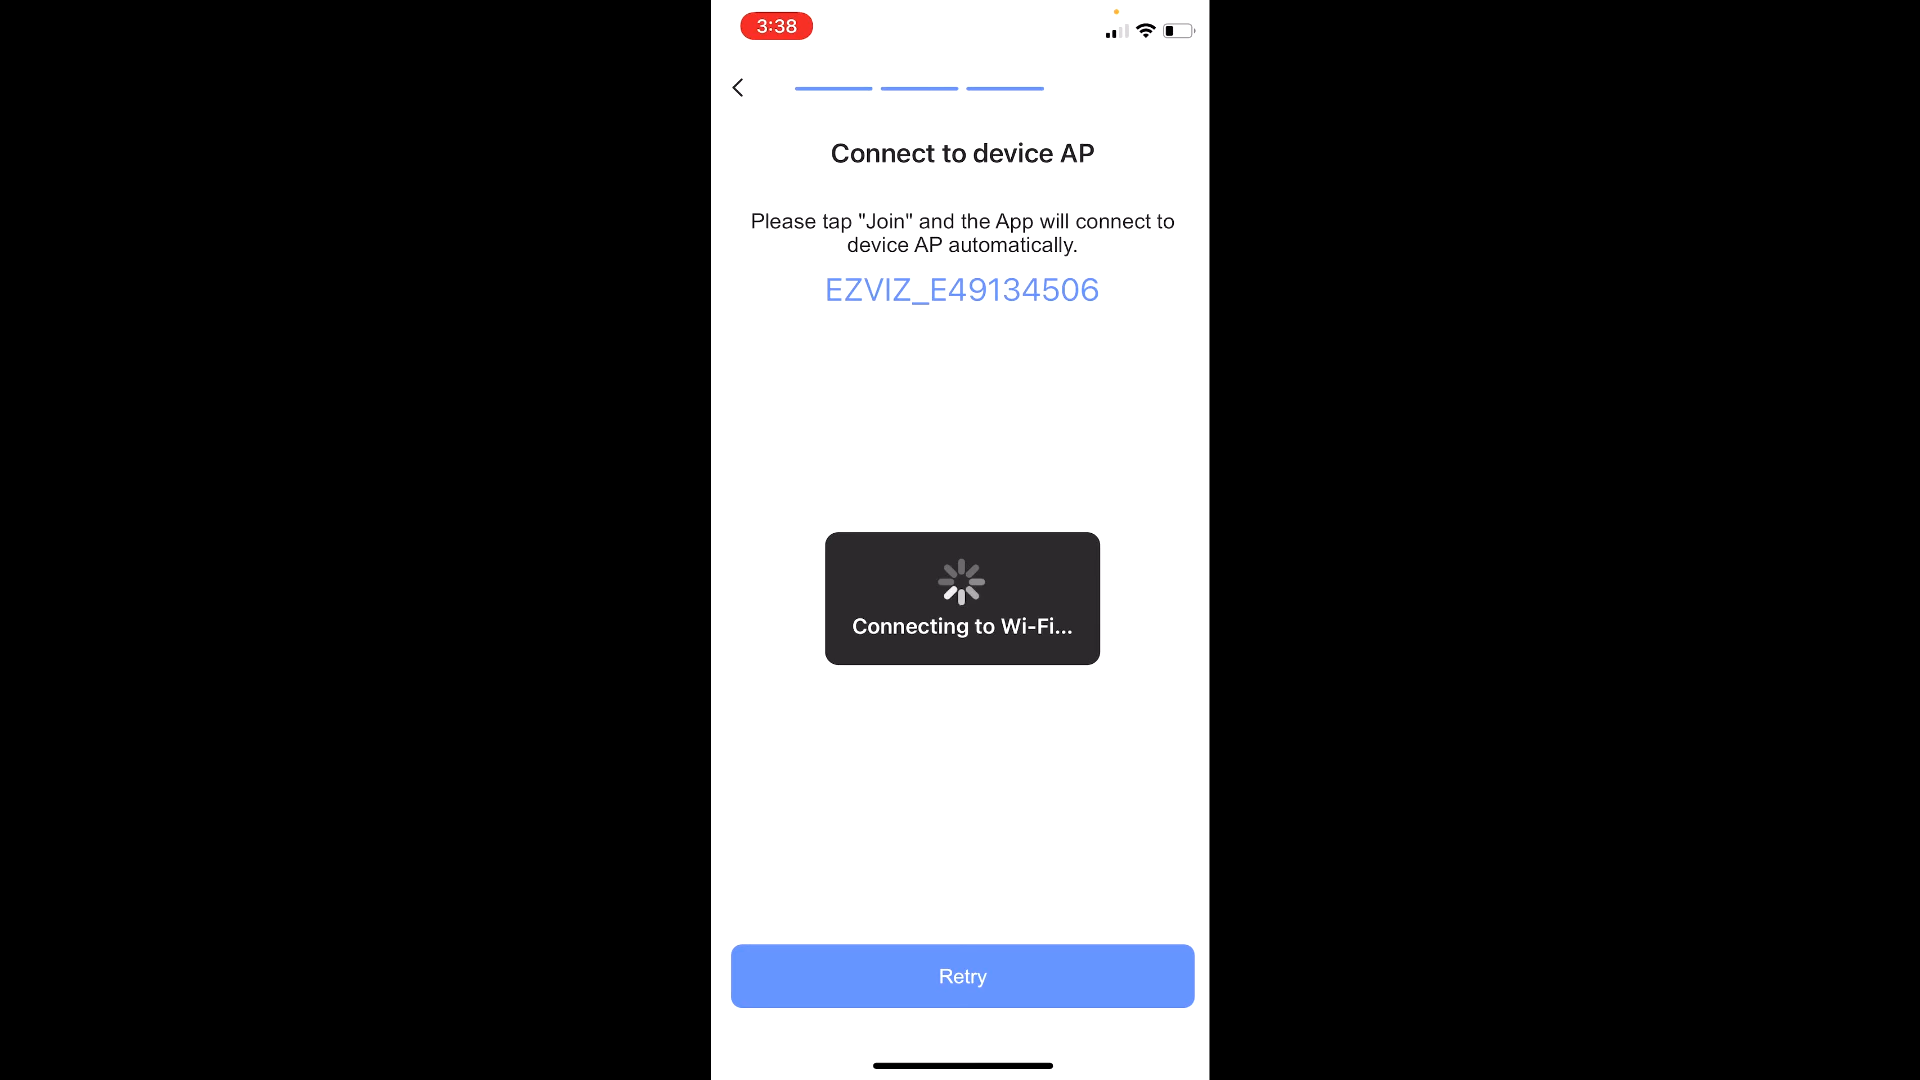 3:38
Connect to device AP
Please tap "Join" and the App will connect to
device AP automatically.
EZVIZ_E49134506
Connecting to Wi-Fi...
Retry